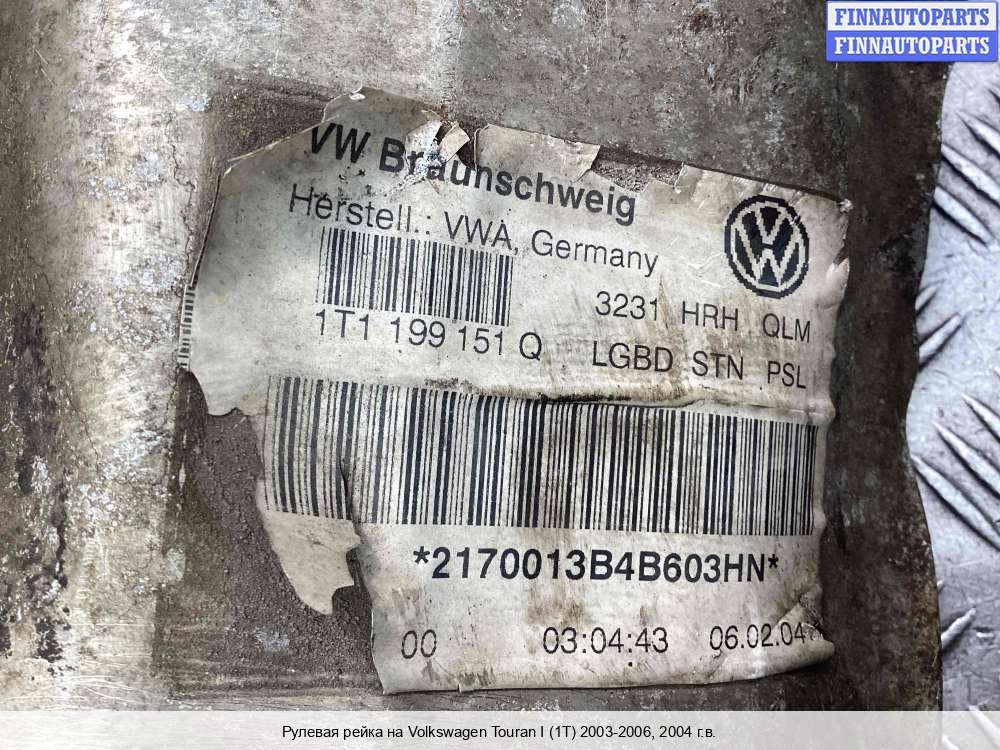 FINNAUTOPARTS
FINNAUTOPARTS
VW Braunschweig
Herstell.: VWA, Germany
3231 HRH QLM
1T1 199 151 Q
LGBD STN PSL
*2170013B4B603HN*
00 03:04:43 06.02.04
Рулевая рейка на Volkswagen Touran I (1T) 2003-2006, 2004 г.в.